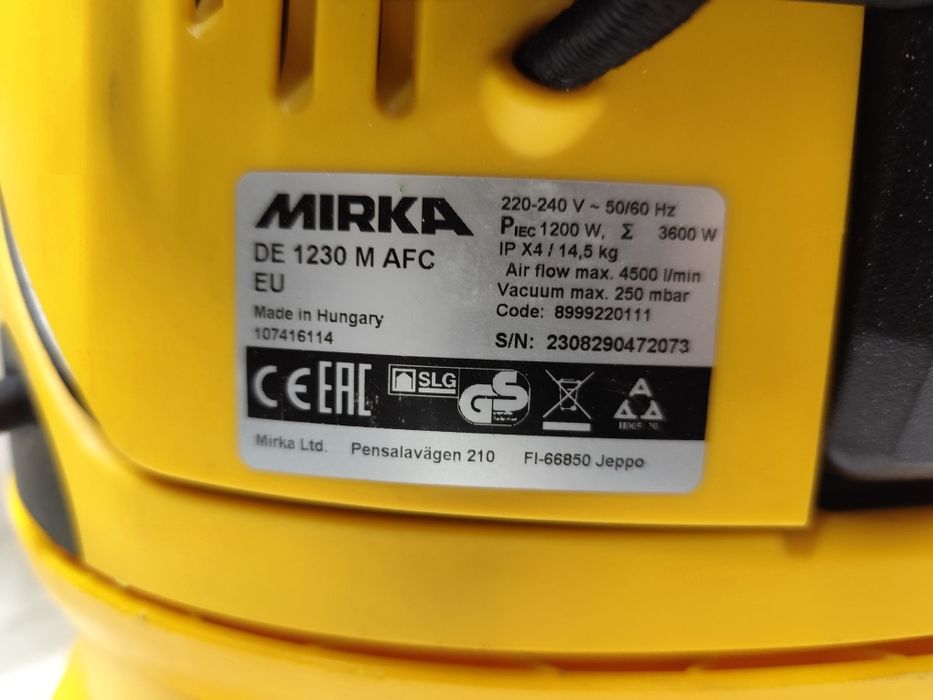 MIRKA
DE 1230 M AFC
EU
Made in Hungary
107416114
220-240 V ~ 50/60 Hz
PIEC 1200 W, Σ 3600 W
IP X4 / 14,5 kg
Air flow max. 4500 l/min
Vacuum max. 250 mbar
Code: 8999220111
S/N: 2308290472073
CE EAC SLG GS
Mirka Ltd. Pensalavägen 210 FI-66850 Jeppo